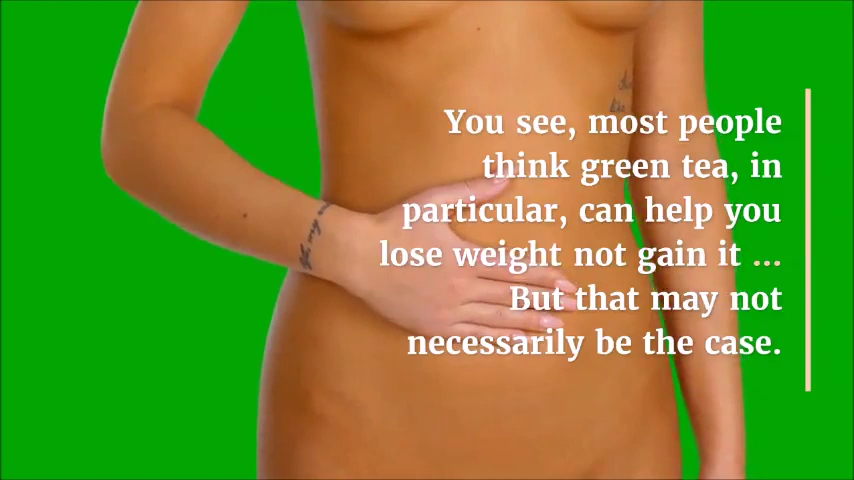 You see, most people
think green tea, in
particular, can help you
lose weight not gain it ...
But that may not
necessarily be the case.